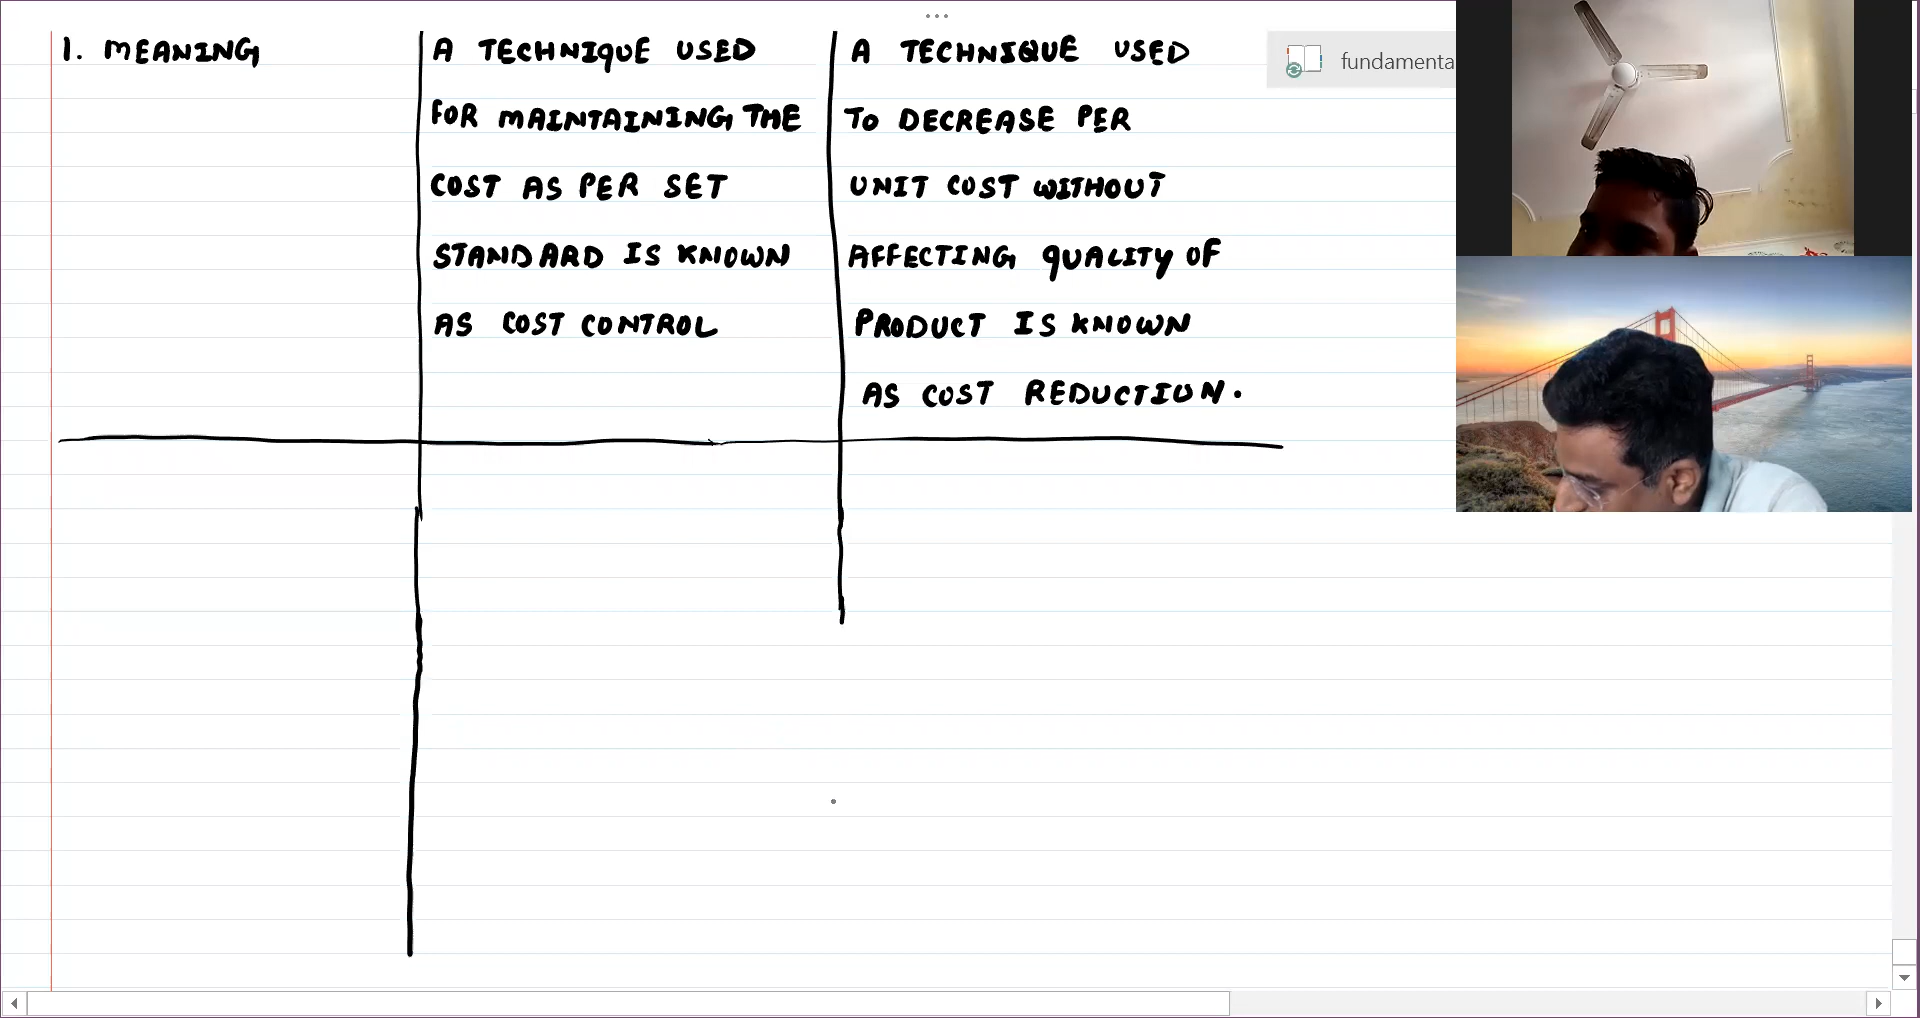 1. MEANING
A TECHNIQUE USED
FOR MAINTAINING THE
COST AS PER SET
STANDARD IS KNOWN
AS COST CONTROL
A TECHNIQUE USED
TO DECREASE PER
UNIT COST WITHOUT
AFFECTING QUALITY OF
PRODUCT IS KNOWN
AS COST REDUCTION.
fundamenta